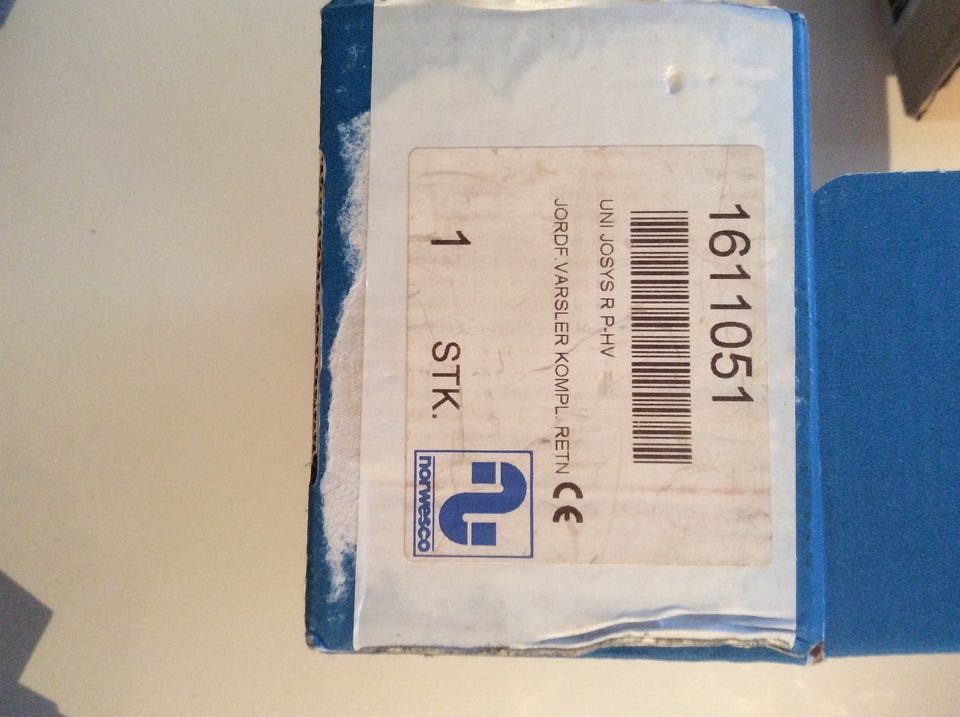 1611051
UNI JOSYS R P-HV
JORDF.VARSLER KOMPL. RETN
CE
1 STK.
norwesco